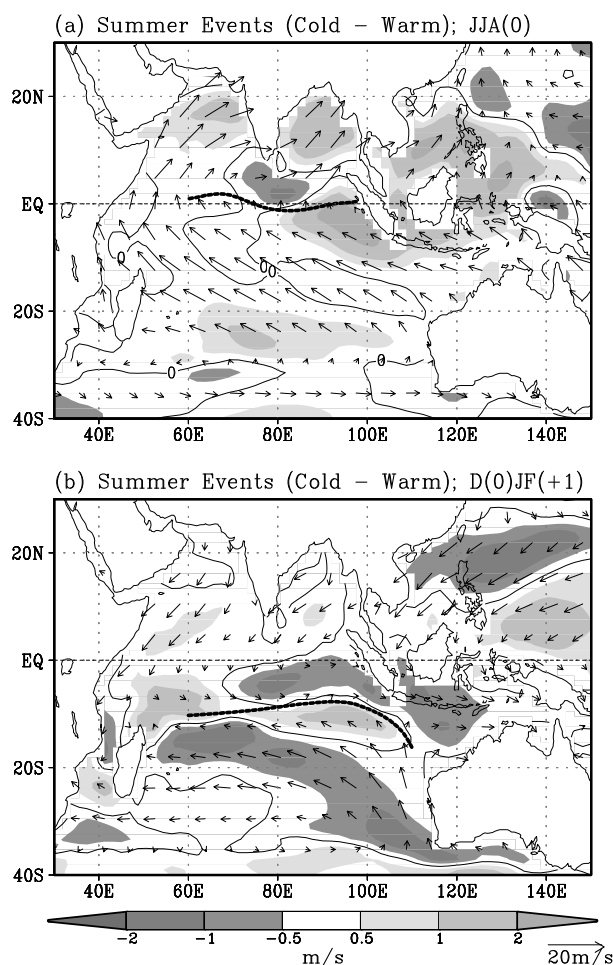 (a) Summer Events (Cold − Warm); JJA(0)
20N
EQ
20S
40S
0
0
0
0
0
40E 60E 80E 100E 120E 140E
(b) Summer Events (Cold − Warm); D(0)JF(+1)
20N
EQ
20S
40S
40E 60E 80E 100E 120E 140E
−2 −1 −0.5 0.5 1 2
m/s
20m/s